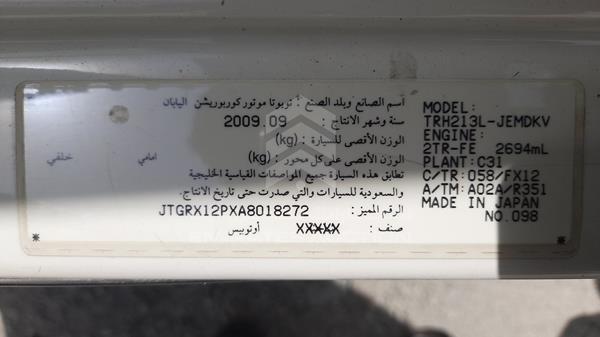 اسم الصانع وبلد الصنع : تويوتا موتور كوربوريشن اليابان
سنة وشهر الانتاج : 2009.09
الوزن الأقصى للسيارة : (kg)
الوزن الأقصى على كل محور : (kg) امامي خلفي
تطابق هذه السيارة جميع المواصفات القياسية الخليجية
والسعودية للسيارات والتي صدرت حتى تاريخ الانتاج.
الرقم المميز : JTGRX12PXA8018272
صنف : XXXXX أوتوبيس
MODEL:
TRH213L-JEMDKV
ENGINE:
2TR-FE 2694mL
PLANT: C31
C/TR: 058/FX12
A/TM: A02A/R351
MADE IN JAPAN
NO.098